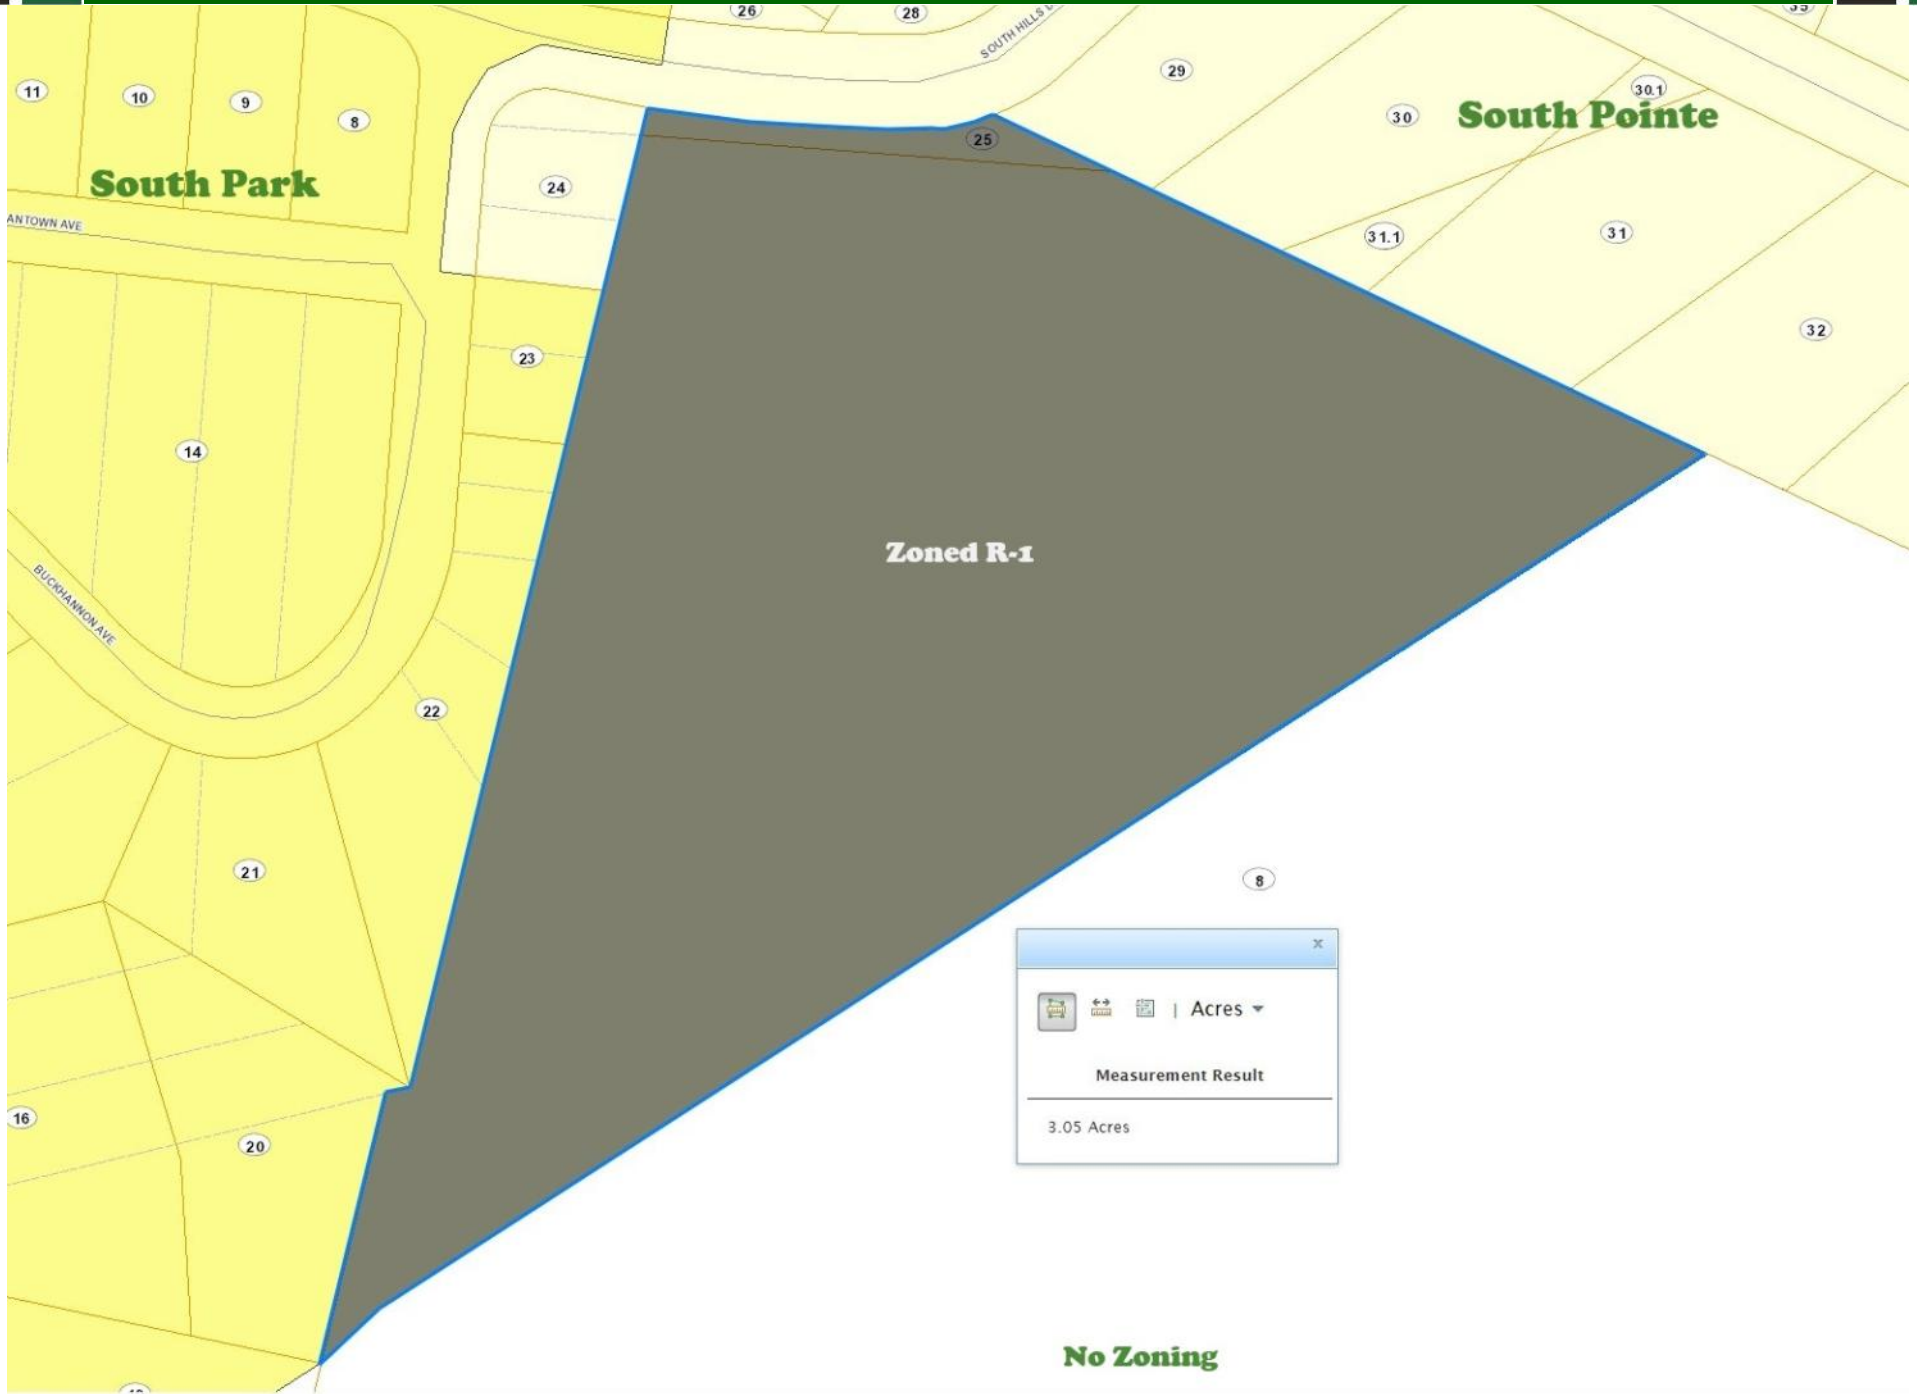 26
28
SOUTH HILLS
29
11
10
9
8
30.1
30
South Pointe
25
South Park
24
ANTOWN AVE
31.1
31
23
32
14
Zoned R-1
BUCKHANNON AVE
22
21
8
x
| Acres
Measurement Result
3.05 Acres
16
20
No Zoning